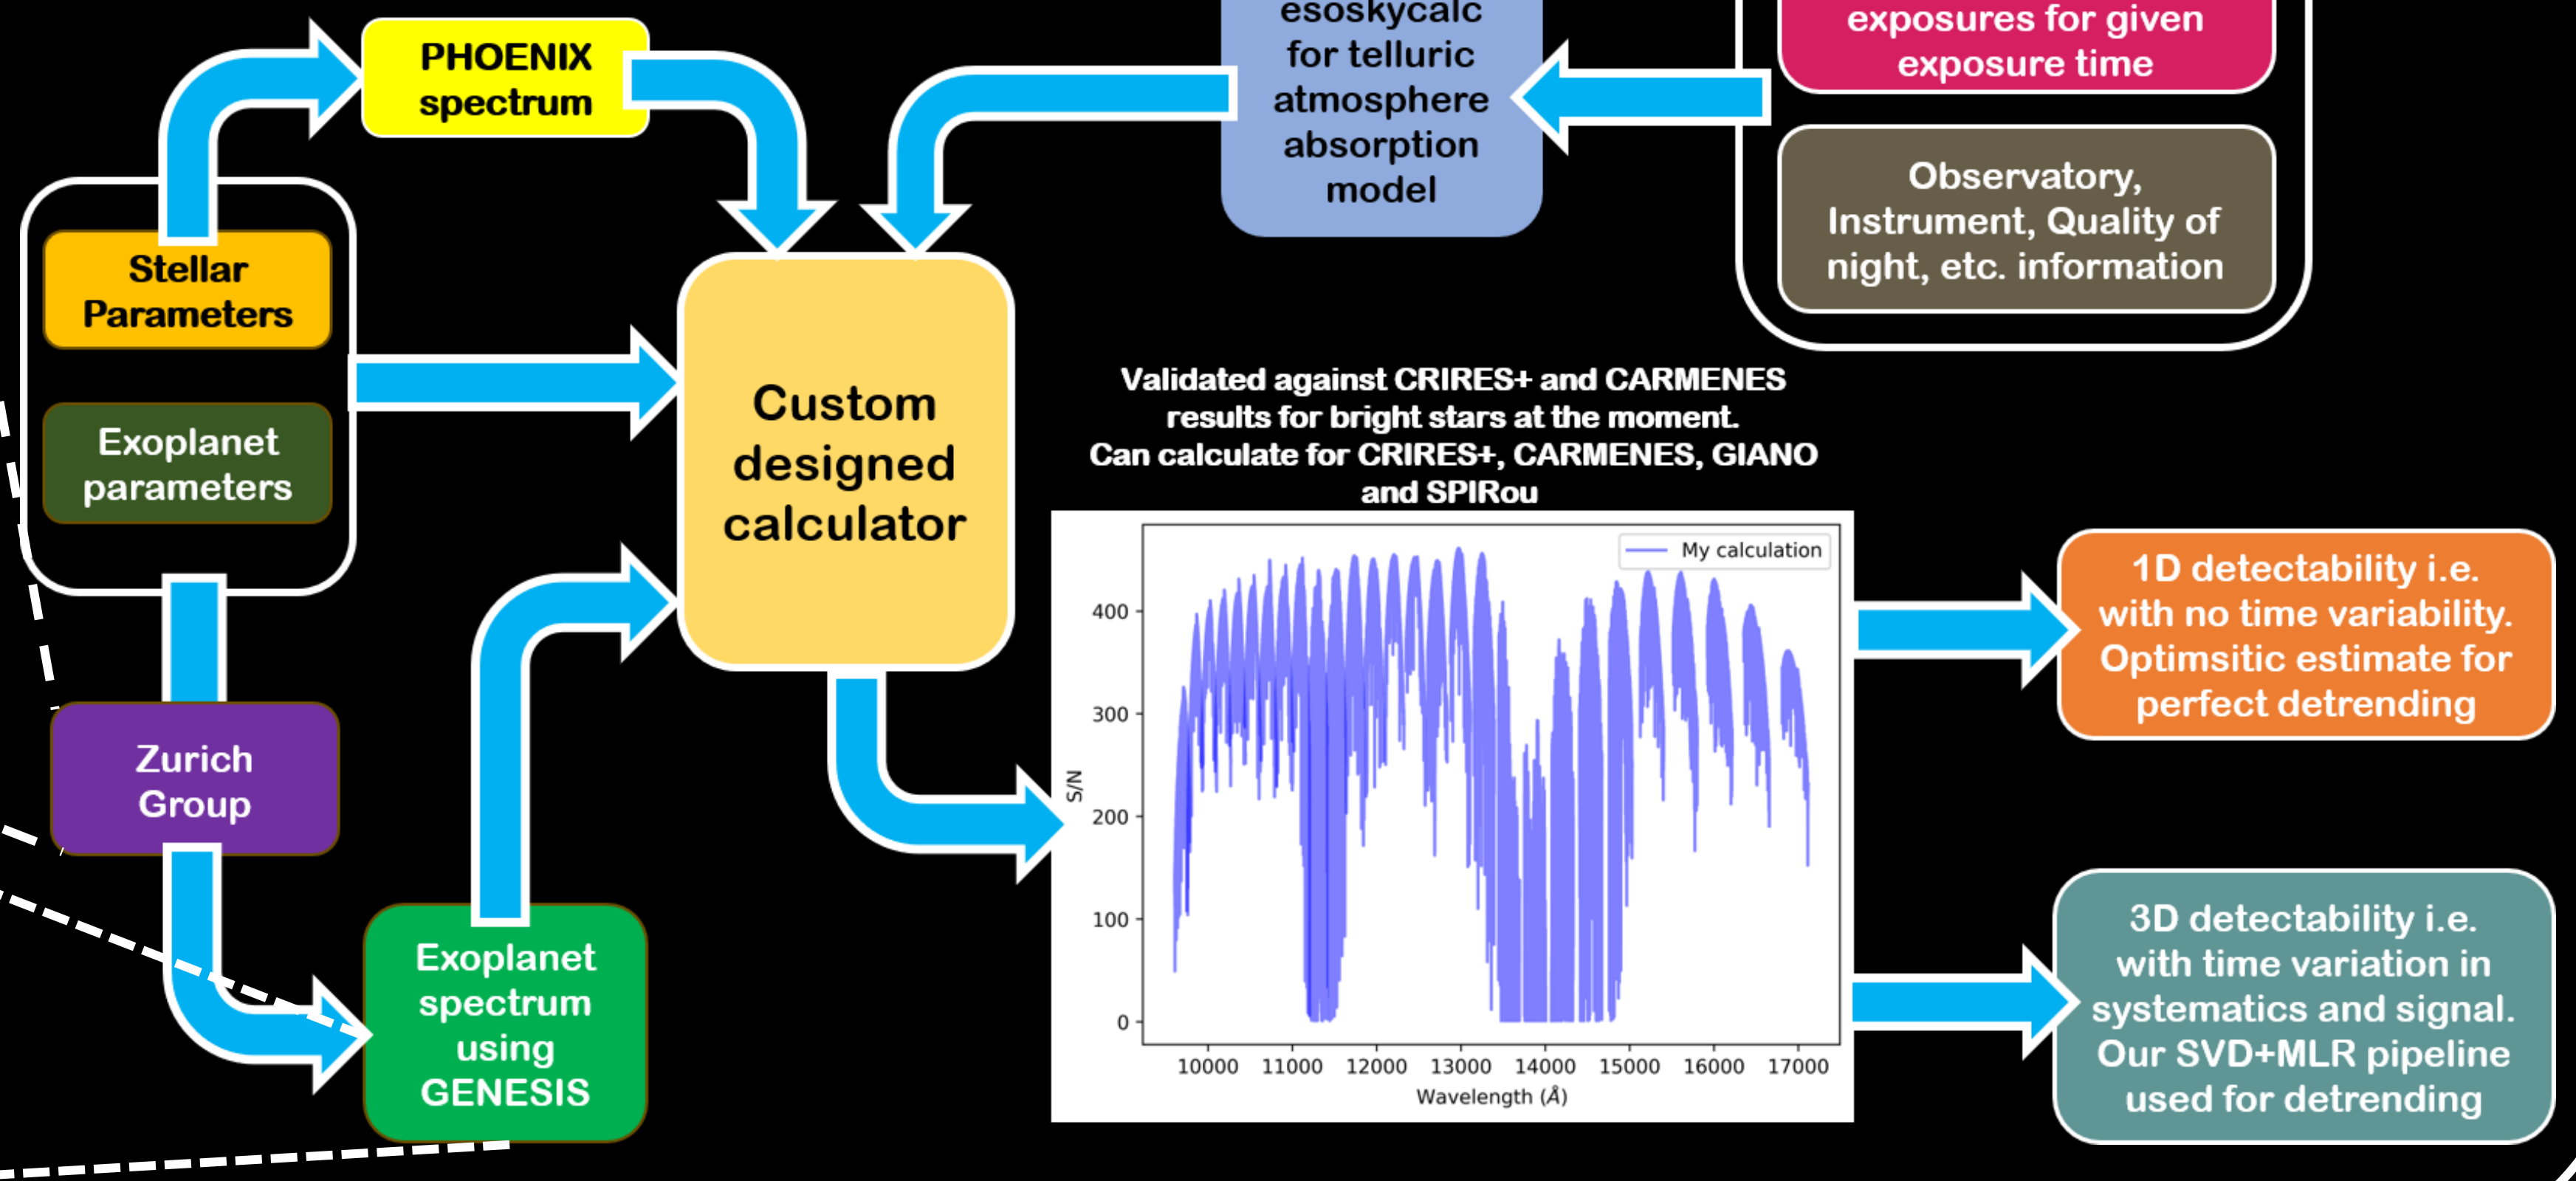 PHOENIX
spectrum
esoskycalc
for telluric
atmosphere
absorption
model
exposures for given
exposure time
Observatory,
Instrument, Quality of
night, etc. information
Stellar
Parameters
Exoplanet
parameters
Custom
designed
calculator
Validated against CRIRES+ and CARMENES
results for bright stars at the moment.
Can calculate for CRIRES+, CARMENES, GIANO
and SPIRou
My calculation
S/N
400
300
200
100
0
10000 11000 12000 13000 14000 15000 16000 17000
Wavelength (Å)
1D detectability i.e.
with no time variability.
Optimsitic estimate for
perfect detrending
Zurich
Group
Exoplanet
spectrum
using
GENESIS
3D detectability i.e.
with time variation in
systematics and signal.
Our SVD+MLR pipeline
used for detrending